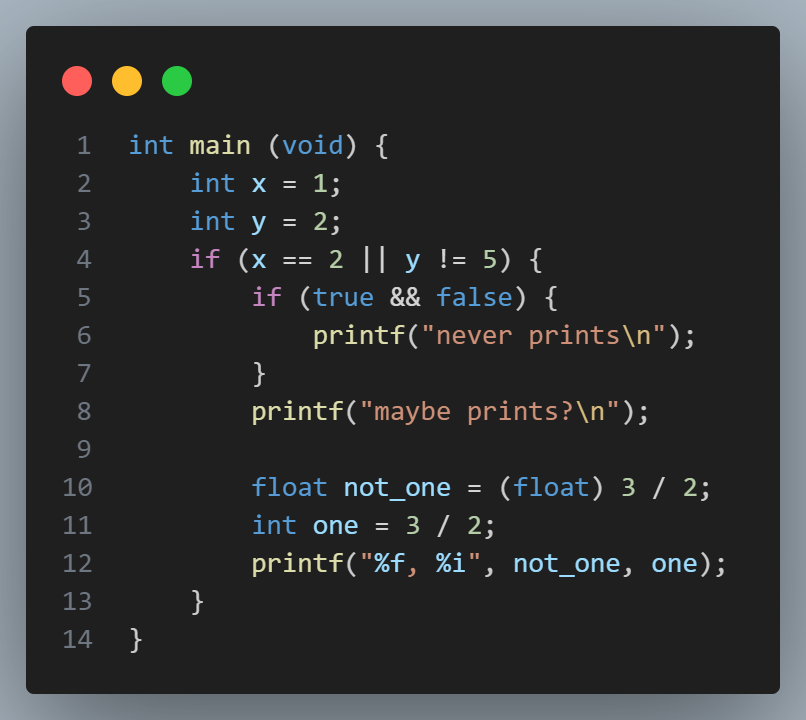 1 int main (void) {
2     int x = 1;
3     int y = 2;
4     if (x == 2 || y != 5) {
5         if (true && false) {
6             printf("never prints\n");
7         }
8         printf("maybe prints?\n");
9
10         float not_one = (float) 3 / 2;
11         int one = 3 / 2;
12         printf("%f, %i", not_one, one);
13     }
14 }